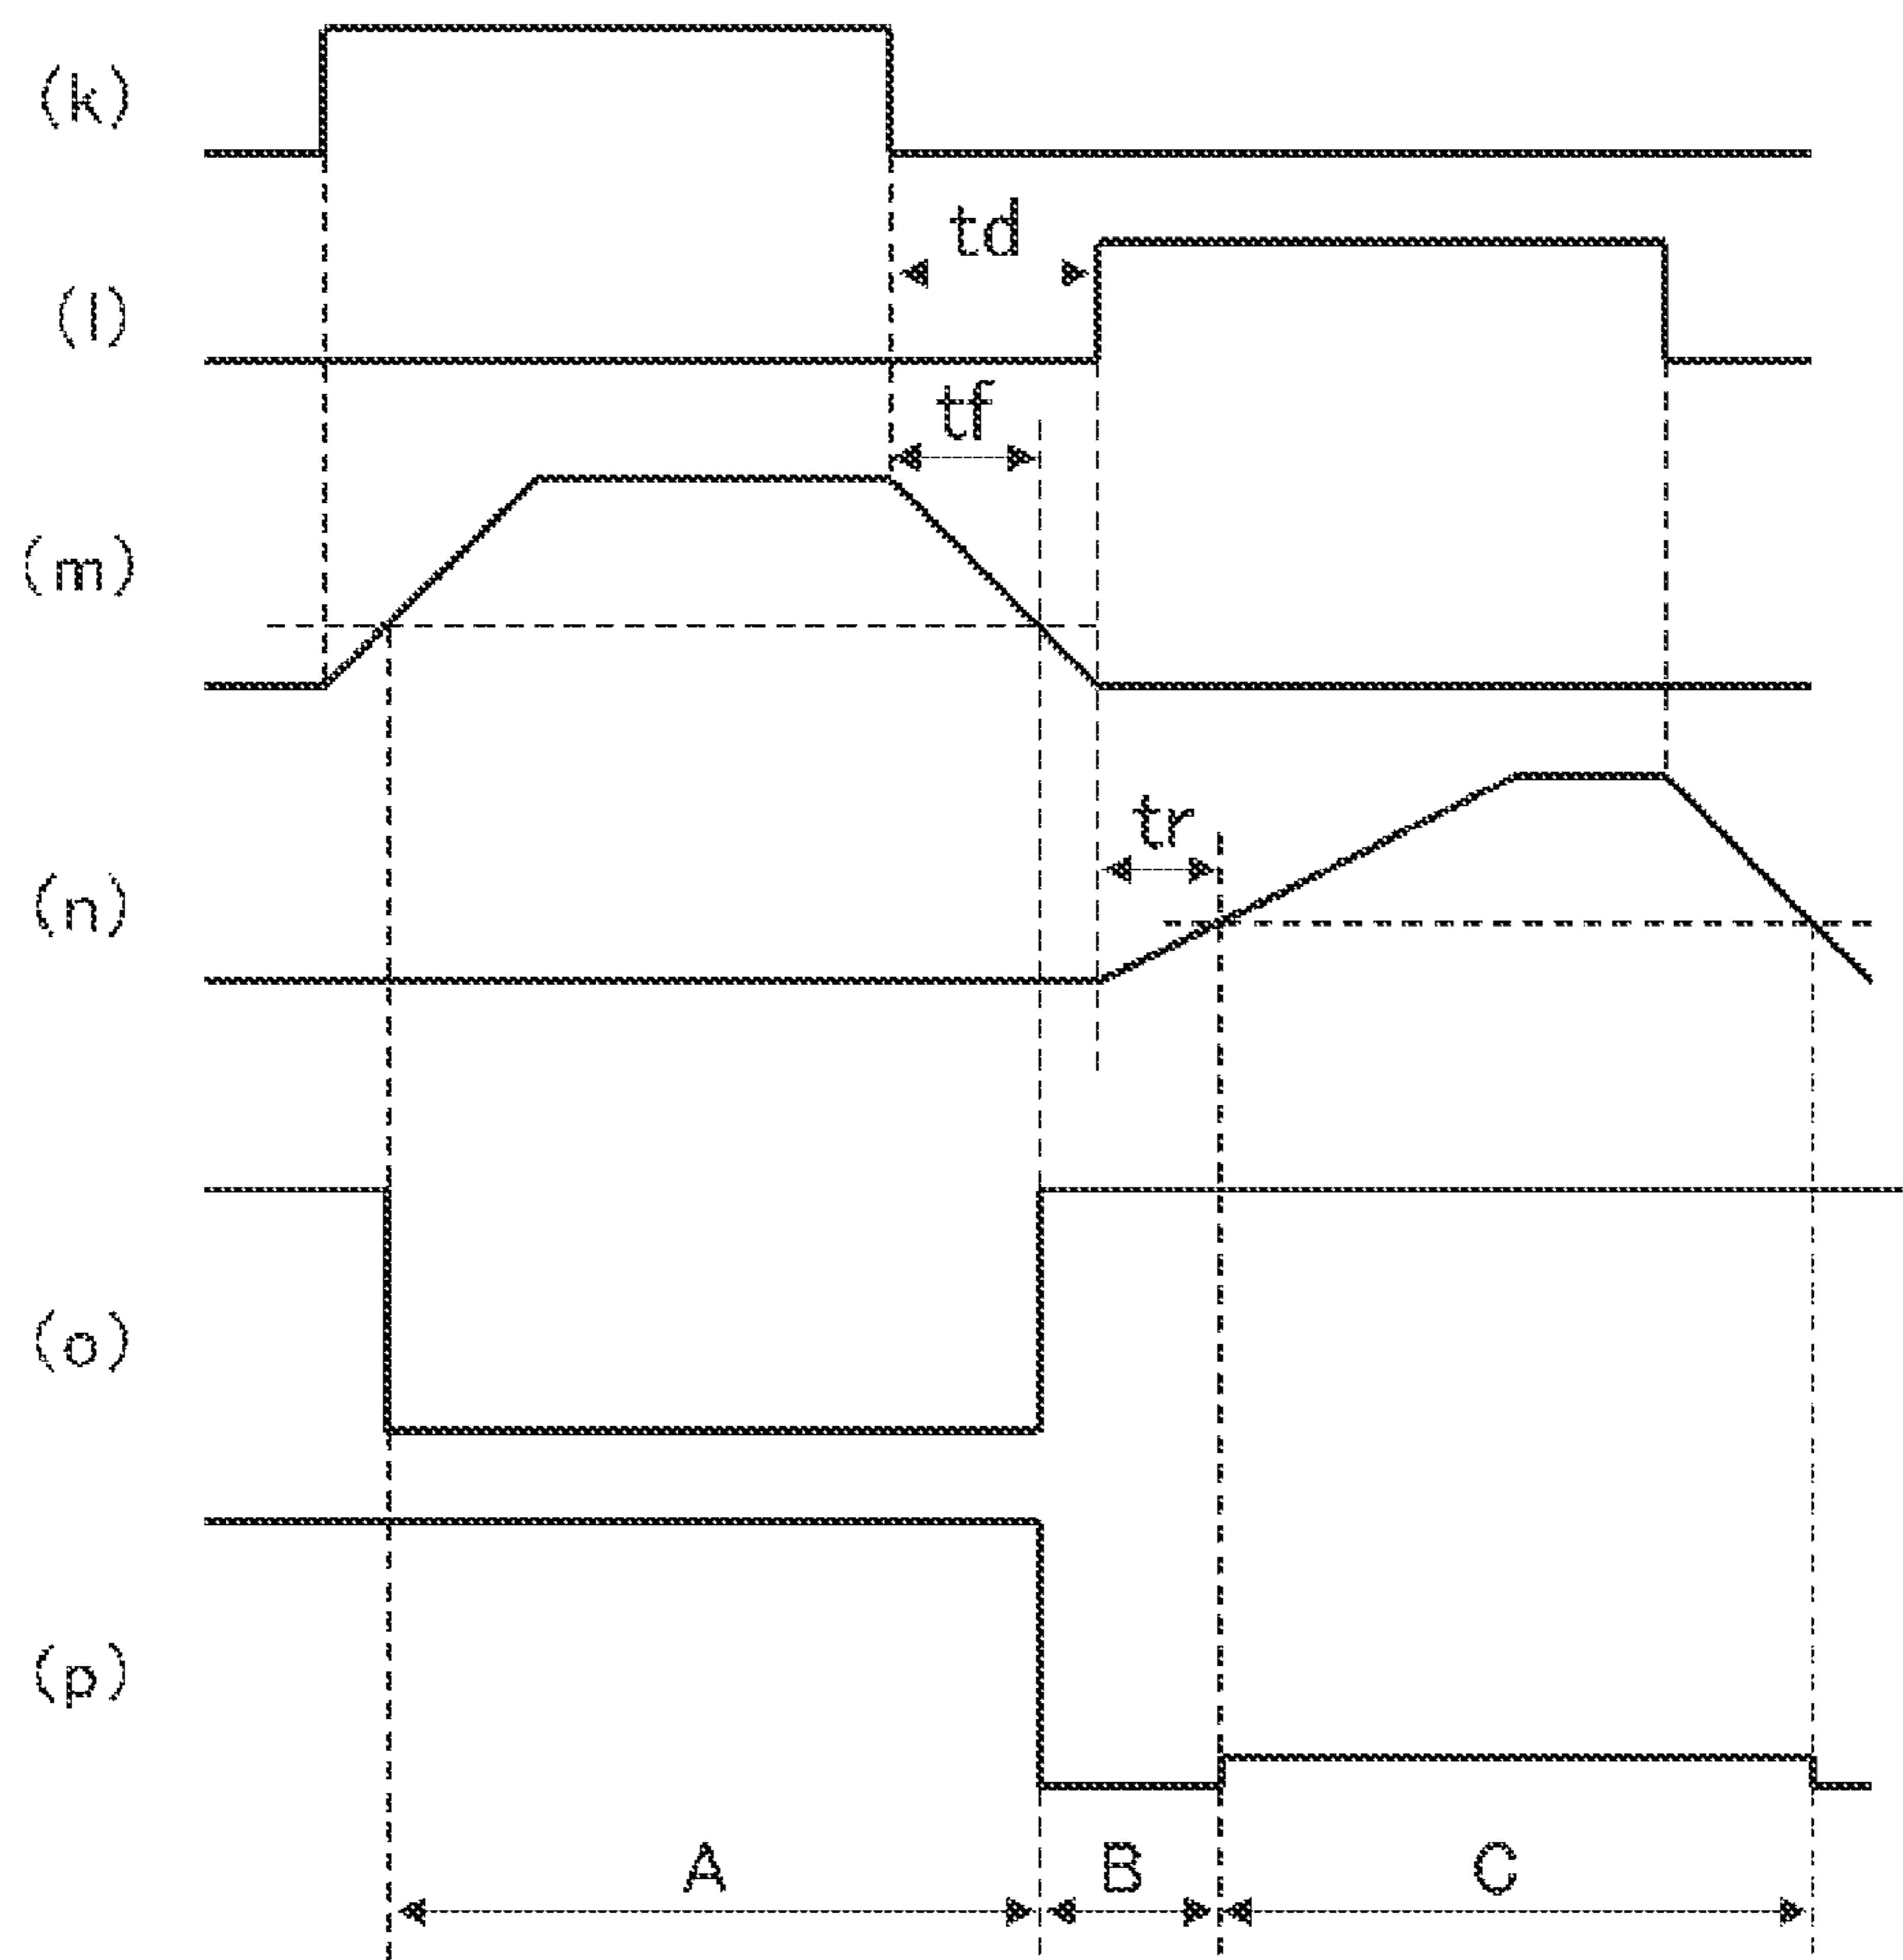 (k)
td
(l)
tf
(m)
tr
(n)
(o)
(p)
A B C